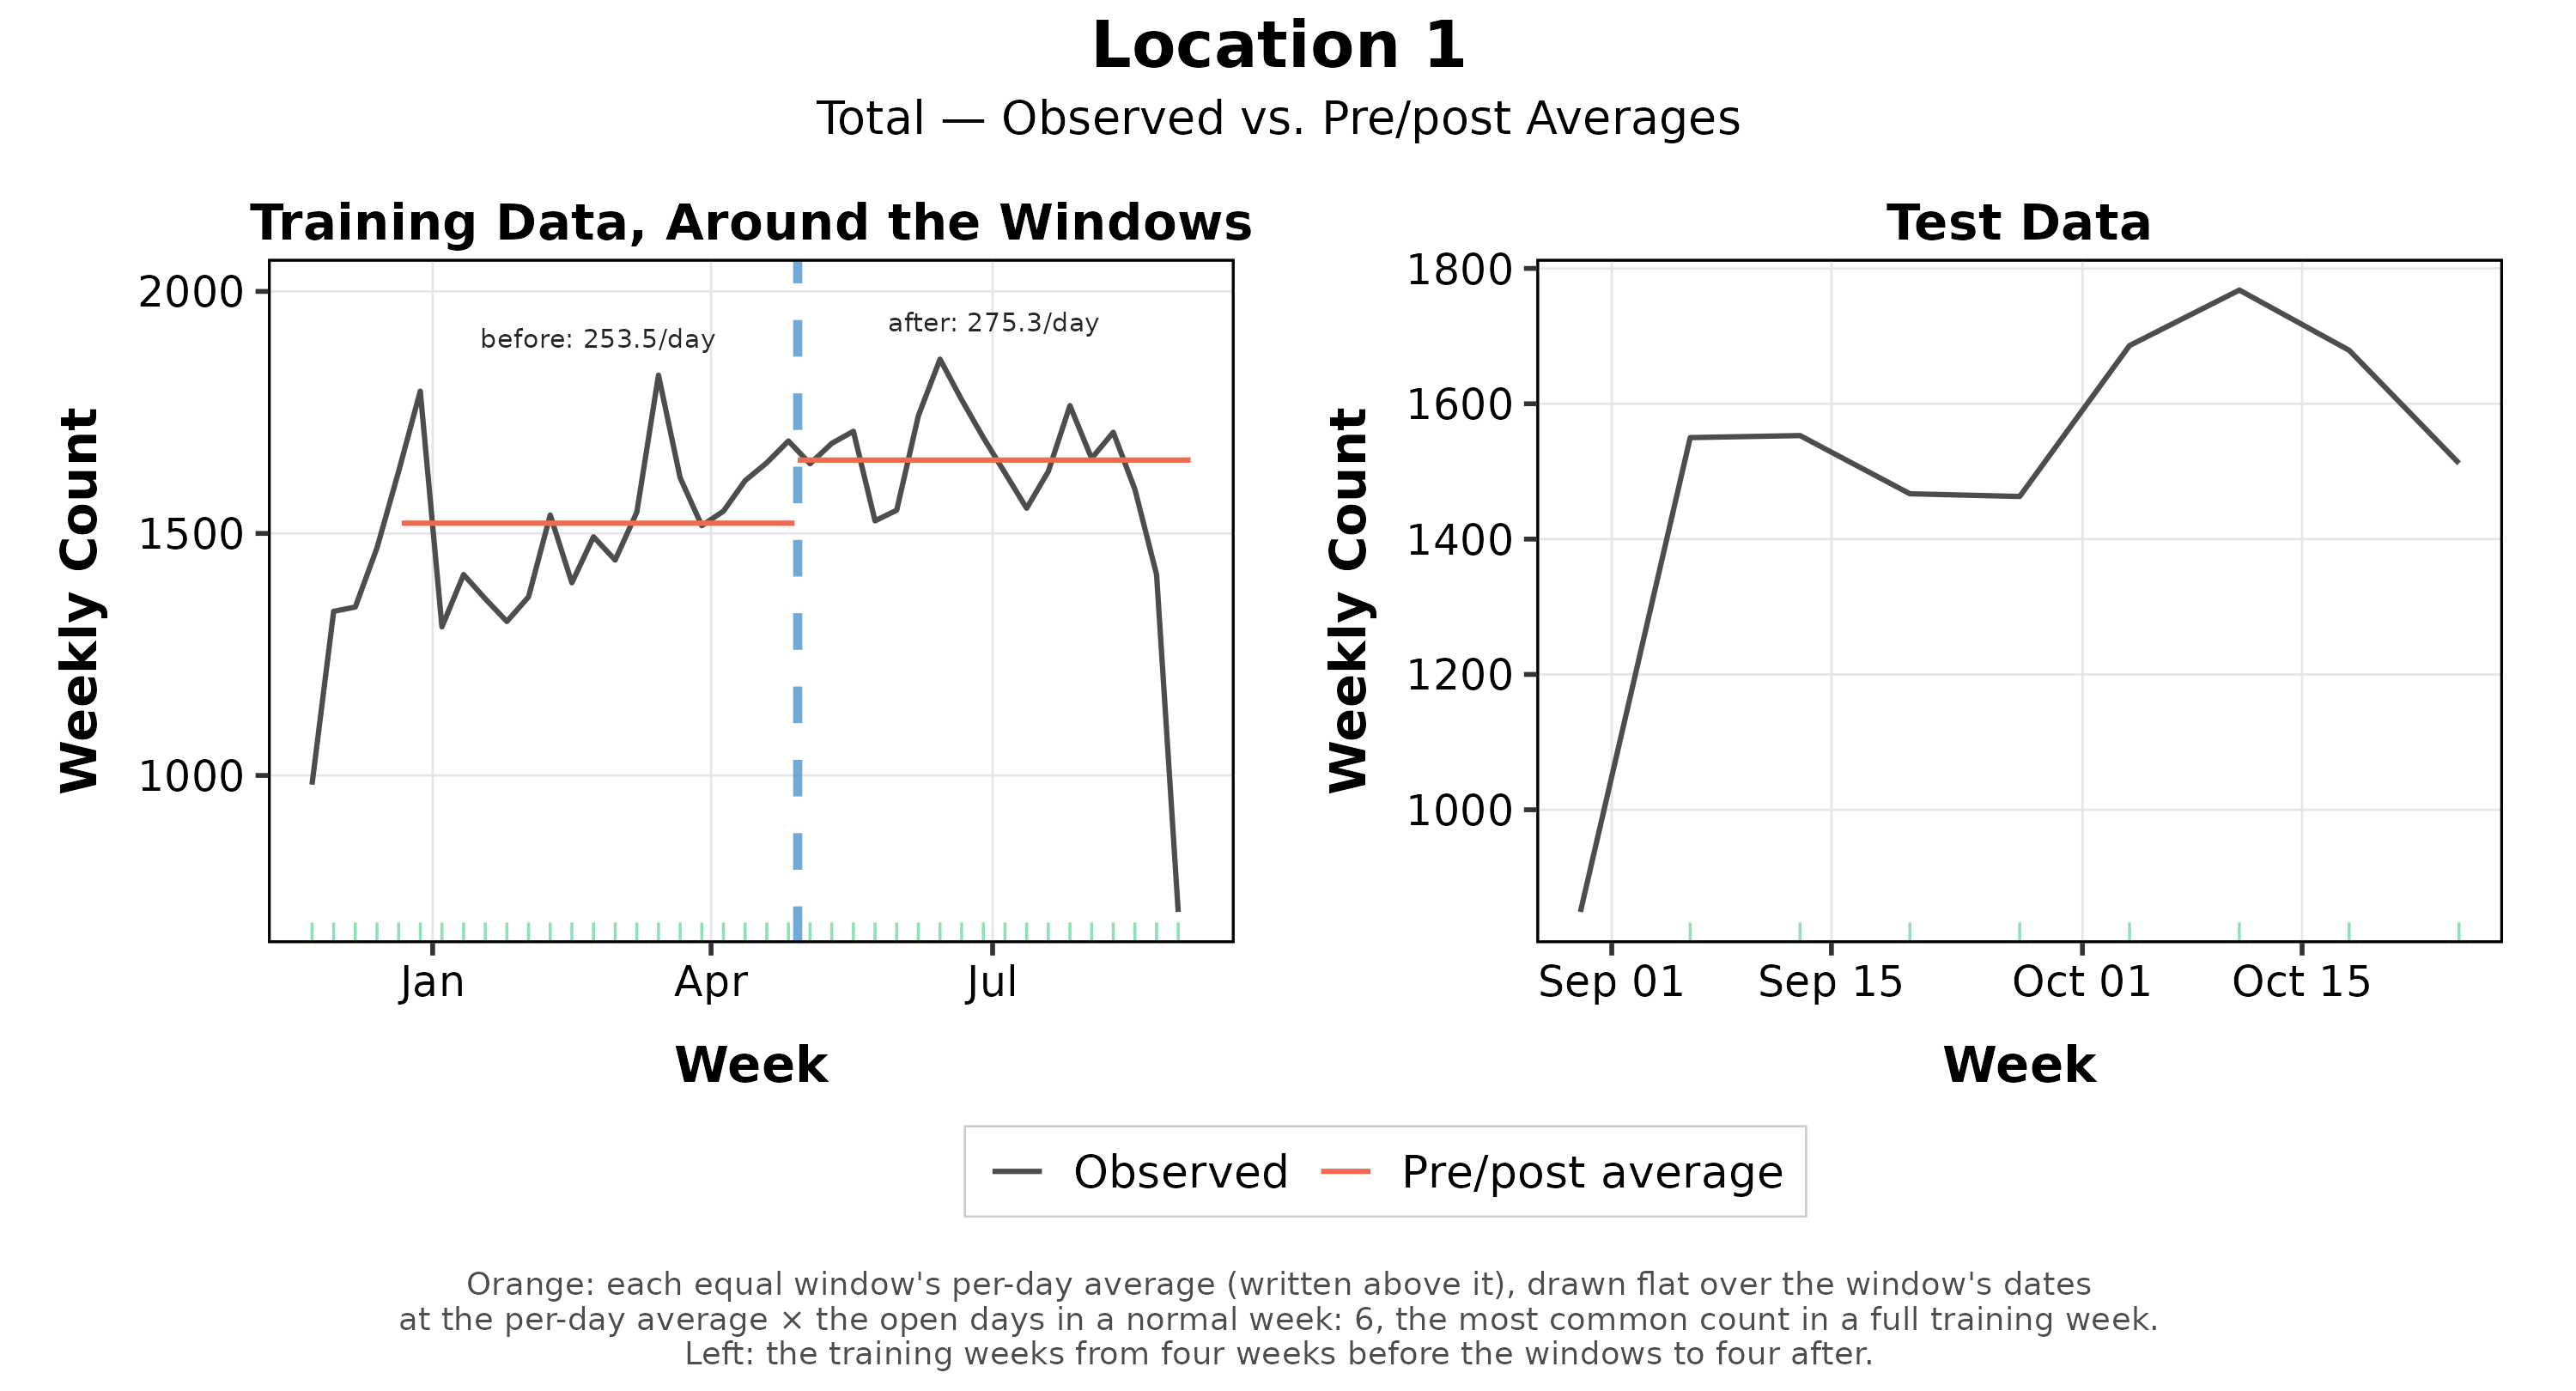 Location 1
Total — Observed vs. Pre/post Averages
Training Data, Around the Windows
Test Data
Weekly Count
2000
1500
1000
before: 253.5/day
after: 275.3/day
Jan
Apr
Jul
Week
Weekly Count
1800
1600
1400
1200
1000
Sep 01
Sep 15
Oct 01
Oct 15
Week
Observed
Pre/post average
Orange: each equal window's per-day average (written above it), drawn flat over the window's dates
at the per-day average × the open days in a normal week: 6, the most common count in a full training week.
Left: the training weeks from four weeks before the windows to four after.